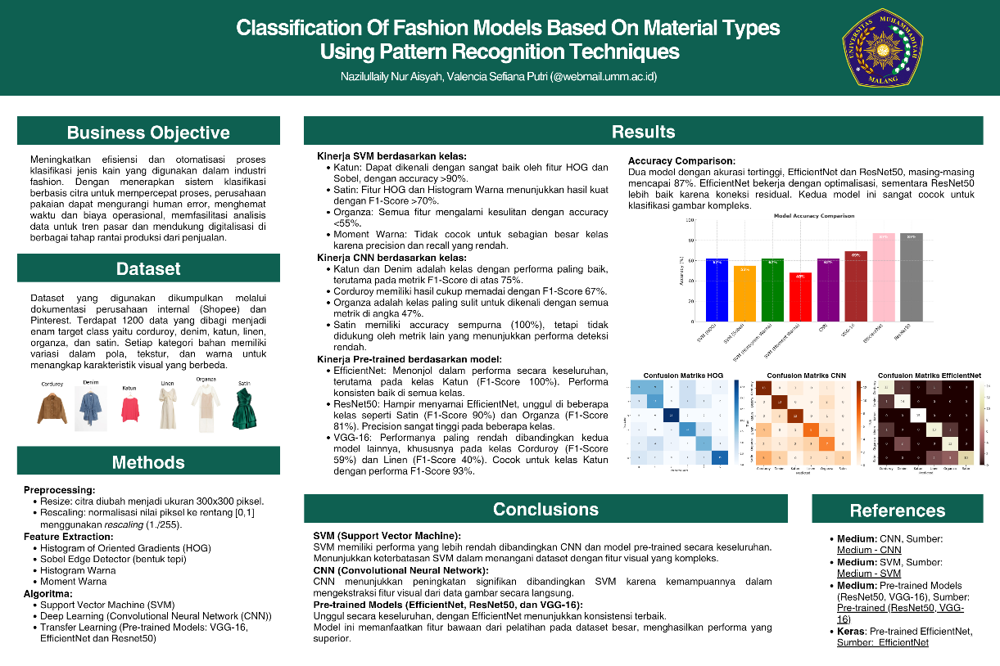 Classification Of Fashion Models Based On Material Types
Using Pattern Recognition Techniques
Nazilullaily Nur Aisyah, Valencia Sefiana Putri (@webmail.umm.ac.id)
UNIVERSITAS MUHAMMADIYAH
MALANG
Business Objective
Meningkatkan efisiensi dan otomatisasi proses
klasifikasi jenis kain yang digunakan dalam industri
fashion. Dengan menerapkan sistem klasifikasi
berbasis citra untuk mempercepat proses, perusahaan
pakaian dapat mengurangi human error, menghemat
waktu dan biaya operasional, memfasilitasi analisis
data untuk tren pasar dan mendukung digitalisasi di
berbagai tahap rantai produksi dari penjualan.
Dataset
Dataset yang digunakan dikumpulkan melalui
dokumentasi perusahaan internal (Shopee) dan
Pinterest. Terdapat 1200 data yang dibagi menjadi
enam target class yaitu corduroy, denim, katun, linen,
organza, dan satin. Setiap kategori bahan memiliki
variasi dalam pola, tekstur, dan warna untuk
menangkap karakteristik visual yang berbeda.
Corduroy
Denim
Katun
Linen
Organza
Satin
Methods
Preprocessing:
• Resize: citra diubah menjadi ukuran 300x300 piksel.
• Rescaling: normalisasi nilai piksel ke rentang [0,1]
menggunakan rescaling (1./255).
Feature Extraction:
• Histogram of Oriented Gradients (HOG)
• Sobel Edge Detector (bentuk tepi)
• Histogram Warna
• Moment Warna
Algoritma:
• Support Vector Machine (SVM)
• Deep Learning (Convolutional Neural Network (CNN))
• Transfer Learning (Pre-trained Models: VGG-16,
EfficientNet dan Resnet50)
Results
Kinerja SVM berdasarkan kelas:
• Katun: Dapat dikenali dengan sangat baik oleh fitur HOG dan
Sobel, dengan accuracy >90%.
• Satin: Fitur HOG dan Histogram Warna menunjukkan hasil kuat
dengan F1-Score >70%.
• Organza: Semua fitur mengalami kesulitan dengan accuracy
<55%.
• Moment Warna: Tidak cocok untuk sebagian besar kelas
karena precision dan recall yang rendah.
Kinerja CNN berdasarkan kelas:
• Katun dan Denim adalah kelas dengan performa paling baik,
terutama pada metrik F1-Score di atas 75%.
• Corduroy memiliki hasil cukup memadai dengan F1-Score 67%.
• Organza adalah kelas paling sulit untuk dikenali dengan semua
metrik di angka 47%.
• Satin memiliki accuracy sempurna (100%), tetapi tidak
didukung oleh metrik lain yang menunjukkan performa deteksi
rendah.
Kinerja Pre-trained berdasarkan model:
• EfficientNet: Menonjol dalam performa secara keseluruhan,
terutama pada kelas Katun (F1-Score 100%). Performa
konsisten baik di semua kelas.
• ResNet50: Hampir menyamai EfficientNet, unggul di beberapa
kelas seperti Satin (F1-Score 90%) dan Organza (F1-Score
81%). Precision sangat tinggi pada beberapa kelas.
• VGG-16: Performanya paling rendah dibandingkan kedua
model lainnya, khususnya pada kelas Corduroy (F1-Score
59%) dan Linen (F1-Score 40%). Cocok untuk kelas Katun
dengan performa F1-Score 93%.
Accuracy Comparison:
Dua model dengan akurasi tertinggi, EfficientNet dan ResNet50, masing-masing
mencapai 87%. EfficientNet bekerja dengan optimalisasi, sementara ResNet50
lebih baik karena koneksi residual. Kedua model ini sangat cocok untuk
klasifikasi gambar kompleks.
Model Accuracy Comparison
Accuracy (%)
100
80
60
40
20
0
62%
55%
62%
48%
62%
69%
87%
87%
SVM (HOG)
SVM (Sobel)
SVM (Histogram Warna)
SVM (Moment Warna)
CNN
VGG-16
EfficientNet
ResNet50
Confusion Matriks HOG
Confusion Matriks CNN
Corduroy Denim Katun Linen Organza Satin
Predicted
Confusion Matriks EfficientNet
Corduroy Denim Katun Linen Organza Satin
Predicted
Conclusions
SVM (Support Vector Machine):
SVM memiliki performa yang lebih rendah dibandingkan CNN dan model pre-trained secara keseluruhan.
Menunjukkan keterbatasan SVM dalam menangani dataset dengan fitur visual yang kompleks.
CNN (Convolutional Neural Network):
CNN menunjukkan peningkatan signifikan dibandingkan SVM karena kemampuannya dalam
mengekstraksi fitur visual dari data gambar secara langsung.
Pre-trained Models (EfficientNet, ResNet50, dan VGG-16):
Unggul secara keseluruhan, dengan EfficientNet menunjukkan konsistensi terbaik.
Model ini memanfaatkan fitur bawaan dari pelatihan pada dataset besar, menghasilkan performa yang
superior.
References
• Medium: CNN, Sumber:
Medium - CNN
• Medium: SVM, Sumber:
Medium - SVM
• Medium: Pre-trained Models
(ResNet50, VGG-16), Sumber:
Pre-trained (ResNet50, VGG-
16)
• Keras: Pre-trained EfficientNet,
Sumber: EfficientNet